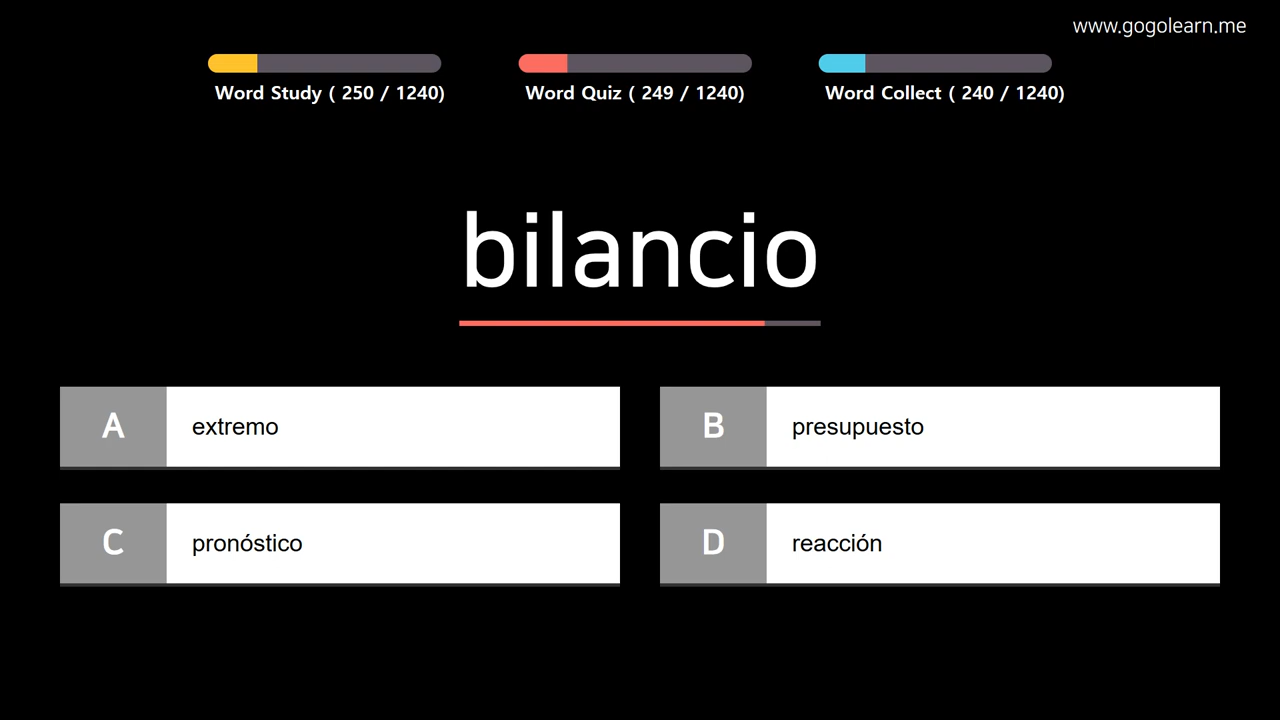 www.gogolearn.me
Word Study ( 250 / 1240)
Word Quiz ( 249 / 1240)
Word Collect ( 240 / 1240)
bilancio
A extremo
B presupuesto
C pronóstico
D reacción